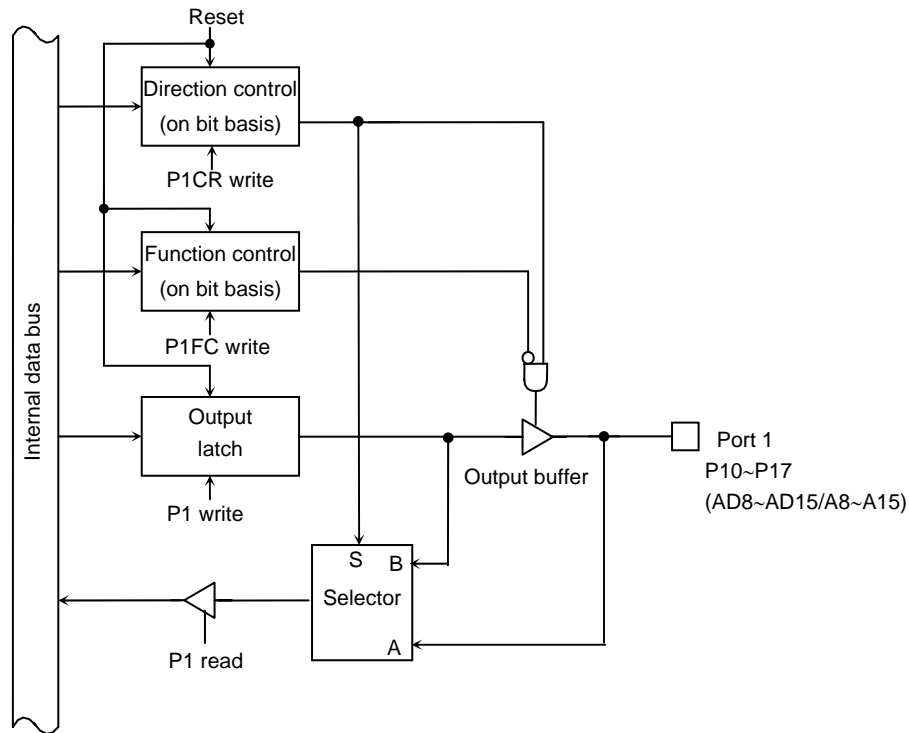 Reset
Direction control
(on bit basis)
P1CR write
Function control
(on bit basis)
P1FC write
Internal data bus
Output
latch
P1 write
Output buffer
Port 1
P10~P17
(AD8~AD15/A8~A15)
S
B
Selector
A
P1 read